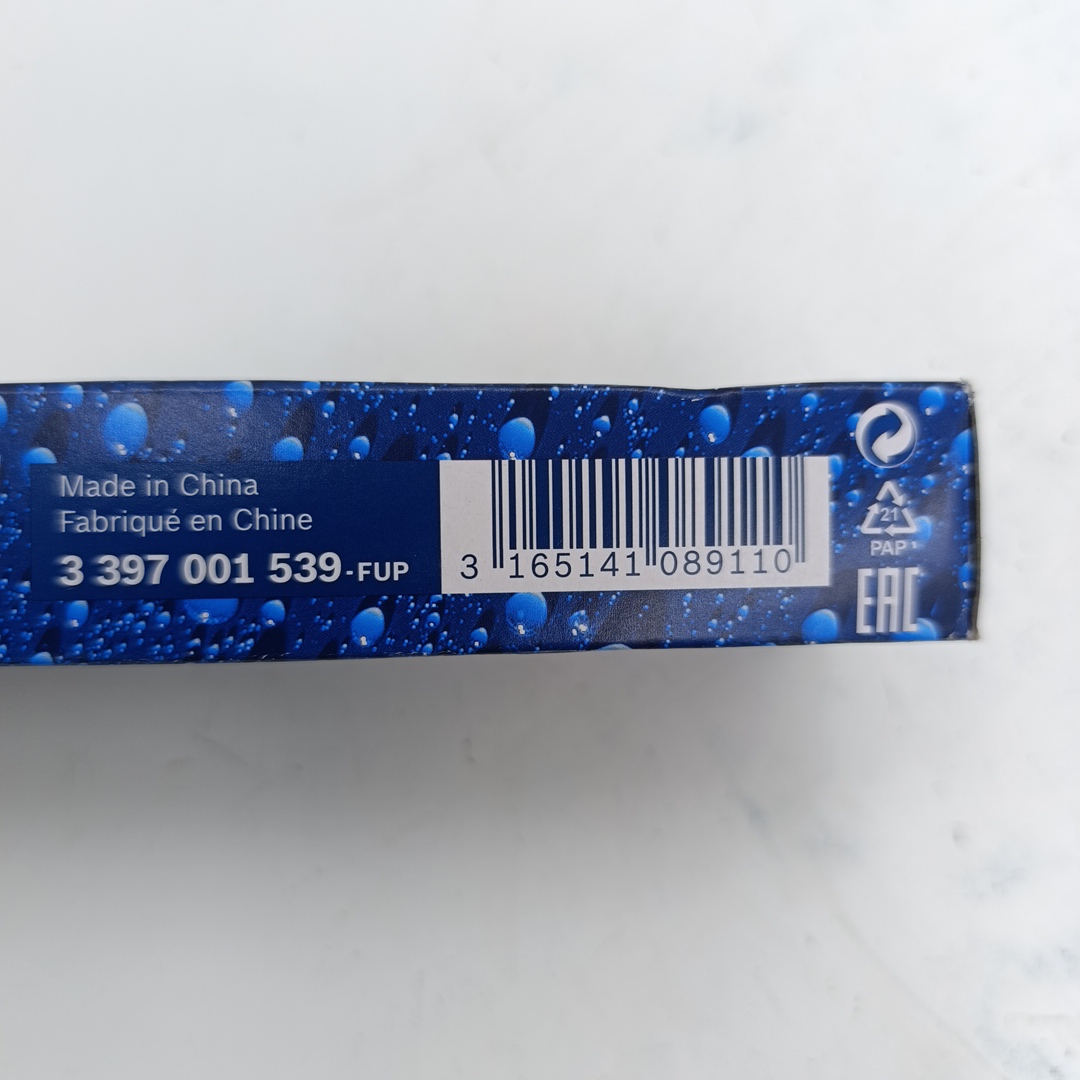 Made in China
Fabriqué en Chine
3 397 001 539-FUP
3 165141 089110
21
PAP
EAC